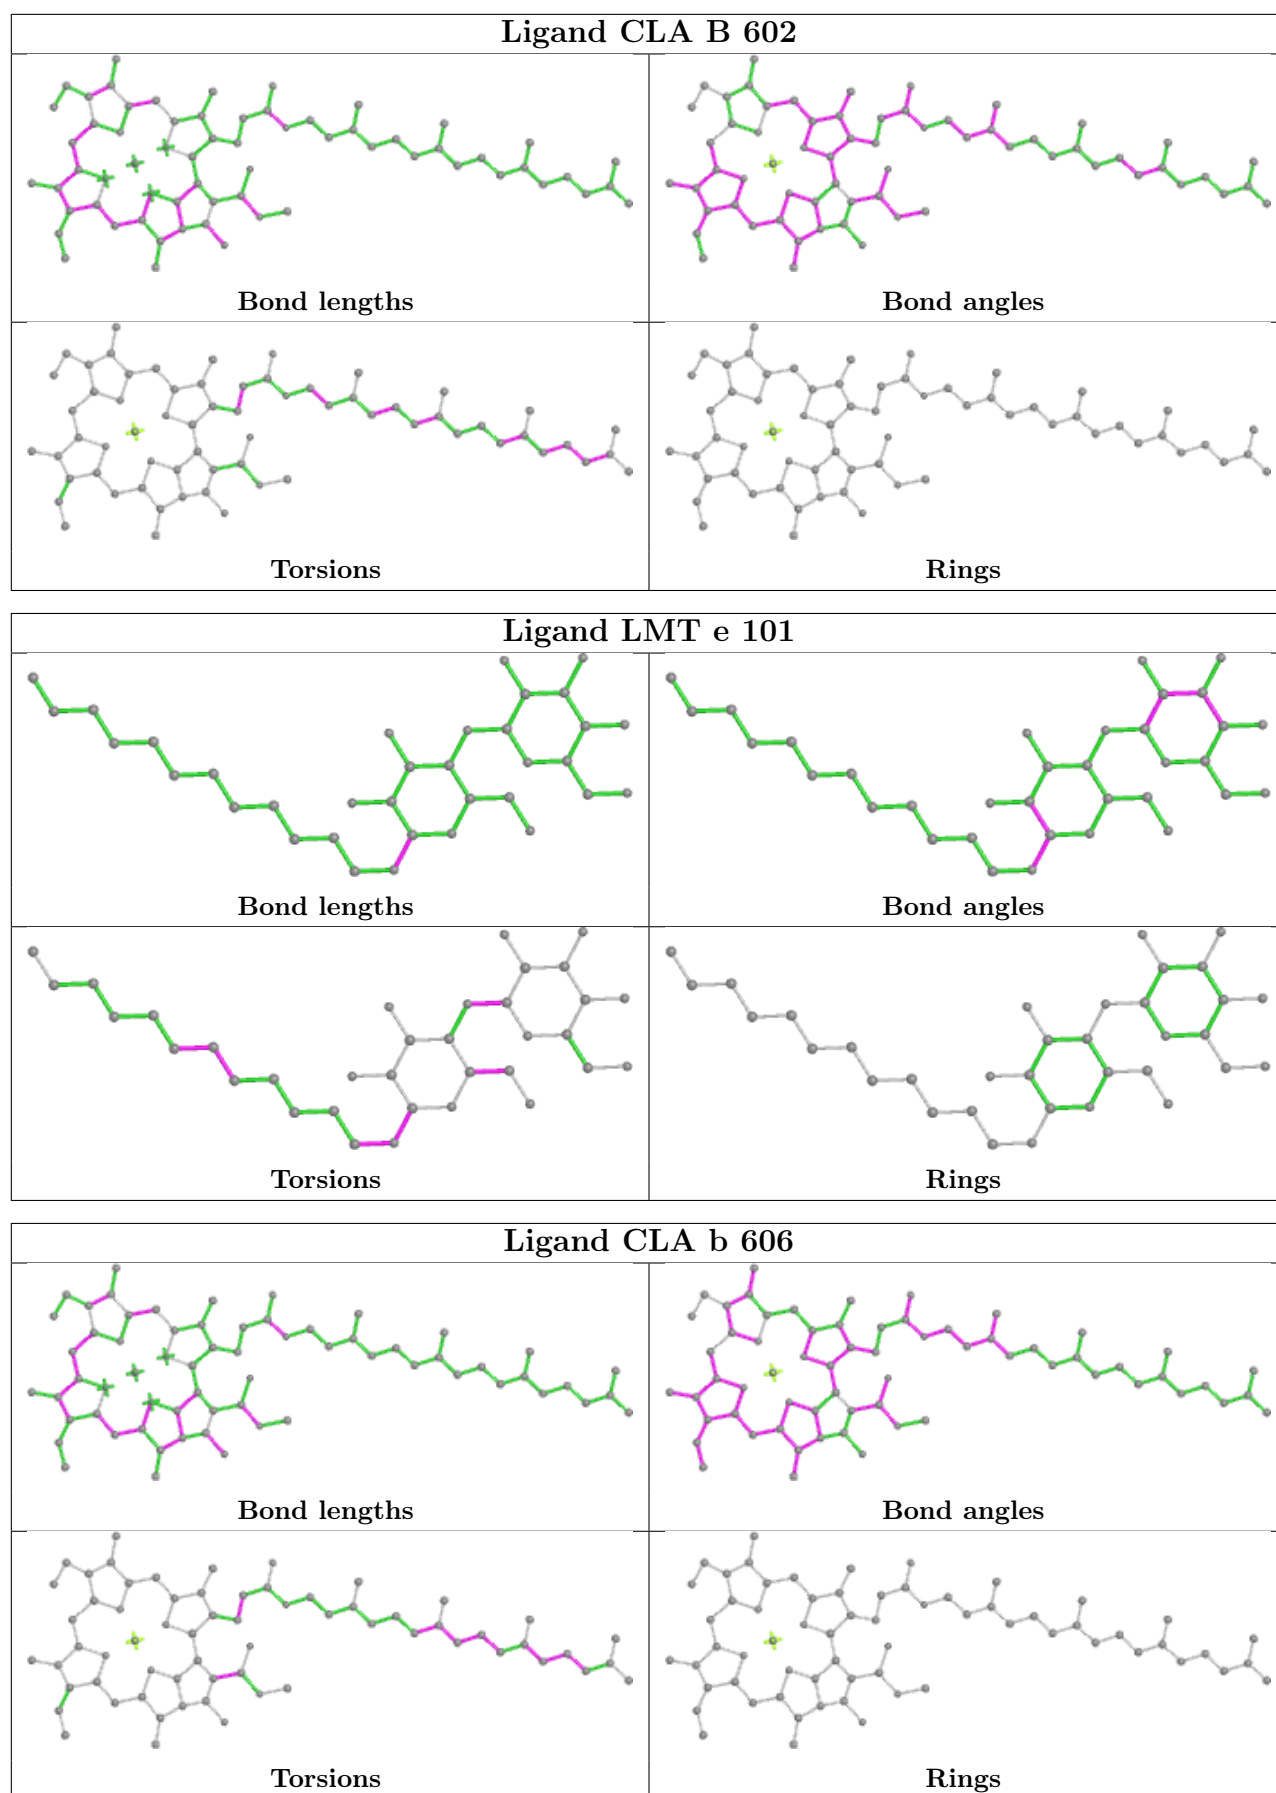 Ligand CLA B 602
Bond lengths
Bond angles
Torsions
Rings
Ligand LMT e 101
Bond lengths
Bond angles
Torsions
Rings
Ligand CLA b 606
Bond lengths
Bond angles
Torsions
Rings